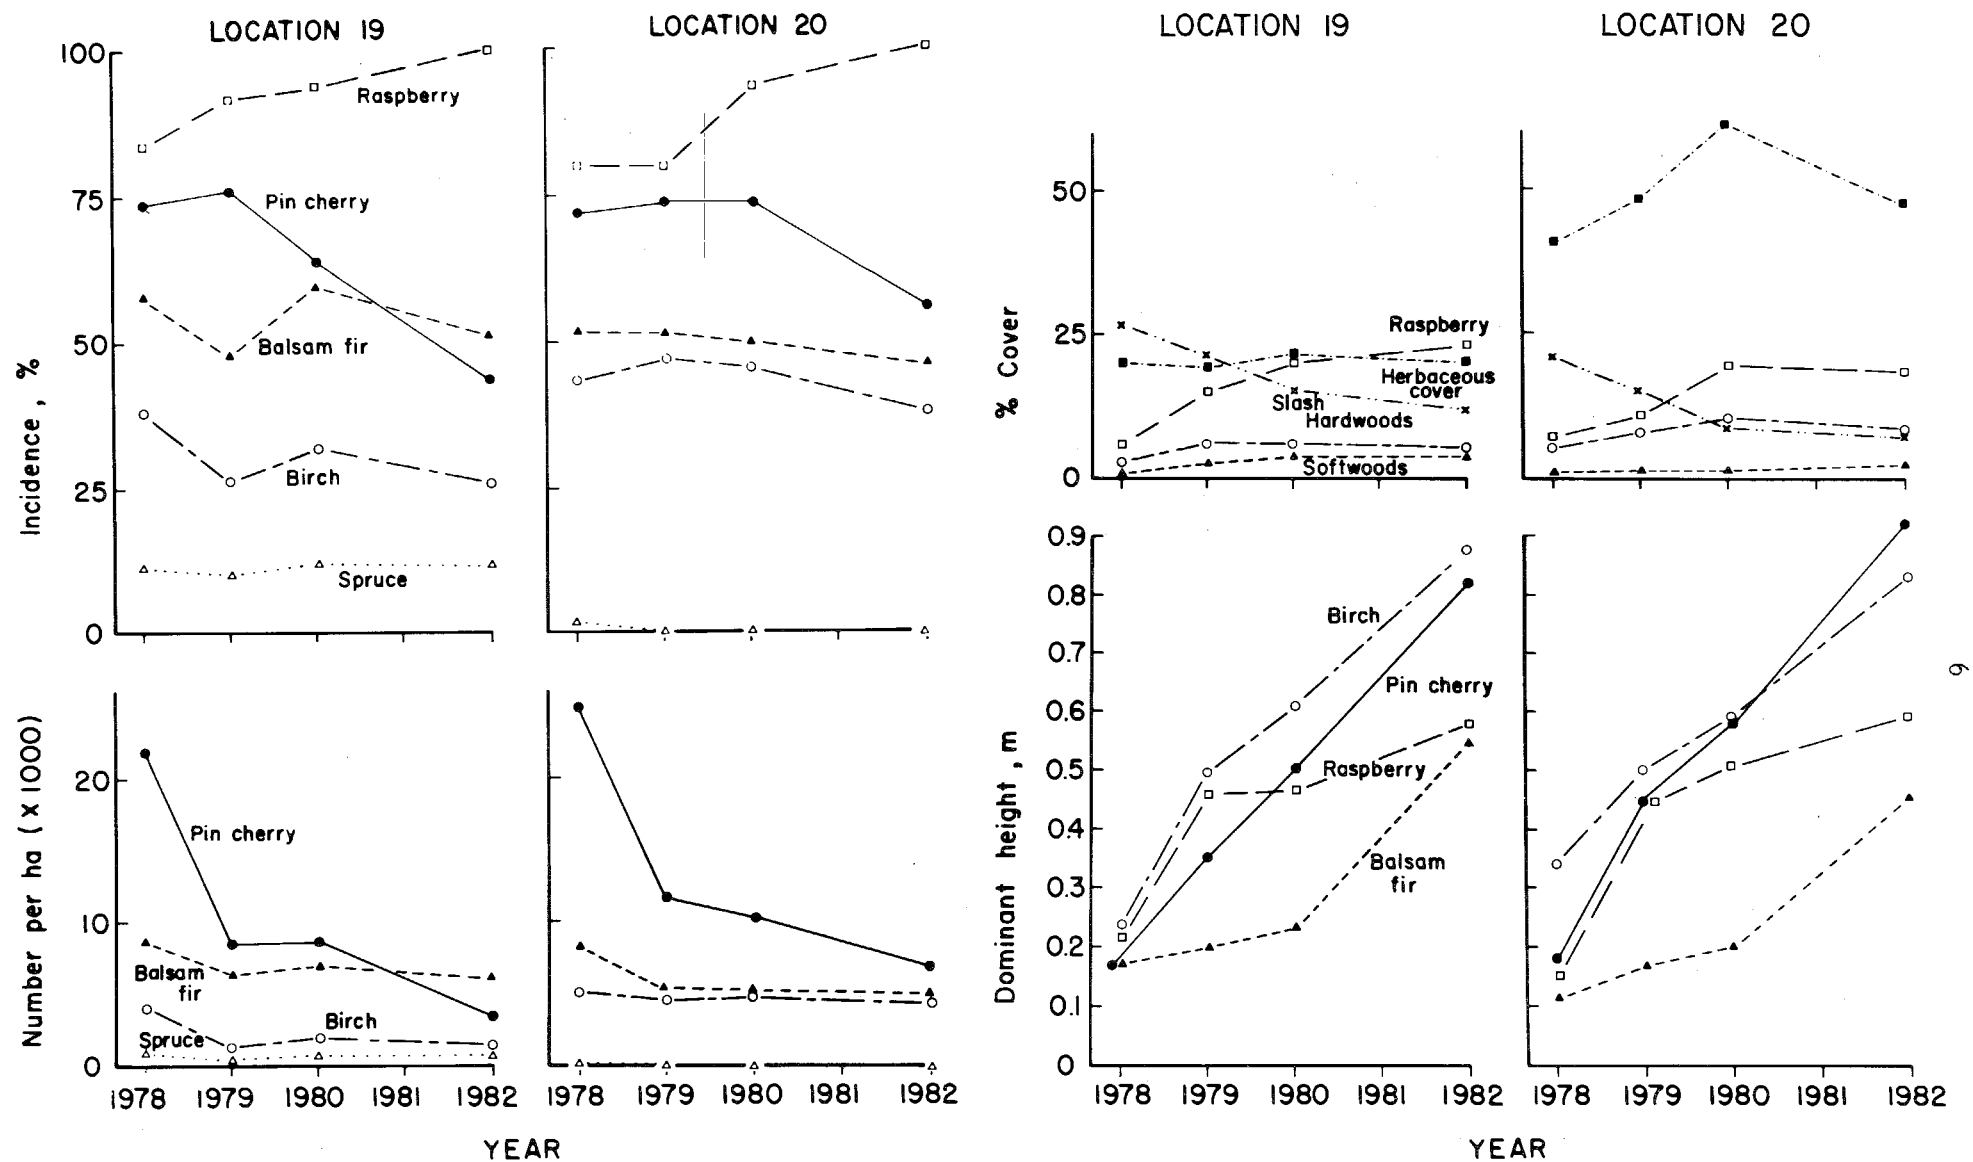 LOCATION 19
LOCATION 20
LOCATION 19
LOCATION 20
100
75
50
25
0
Incidence, %
Raspberry
Pin cherry
Balsam fir
Birch
Spruce
20
10
0
Number per ha (X 1000)
Pin cherry
Balsam
fir
Birch
Spruce
1978 1979 1980 1981 1982
1978 1979 1980 1981 1982
YEAR
50
25
0
% Cover
Raspberry
Herbaceous
cover
Slash
Hardwoods
Softwoods
0.9
0.8
0.7
0.6
0.5
0.4
0.3
0.2
0.1
0
Dominant height, m
Birch
Pin cherry
Raspberry
Balsam
fir
1978 1979 1980 1981 1982
1978 1979 1980 1981 1982
YEAR
9